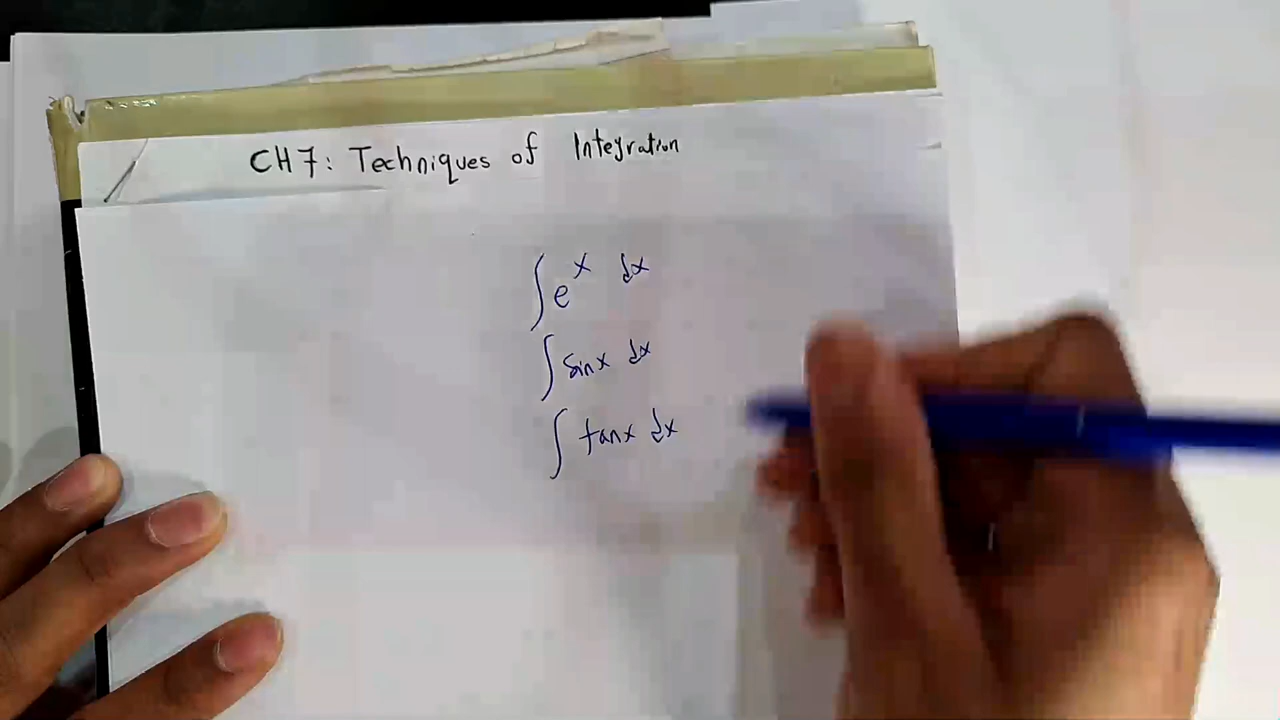 CH7: Techniques of Integration
∫e^x dx
∫sinx dx
∫tanx dx